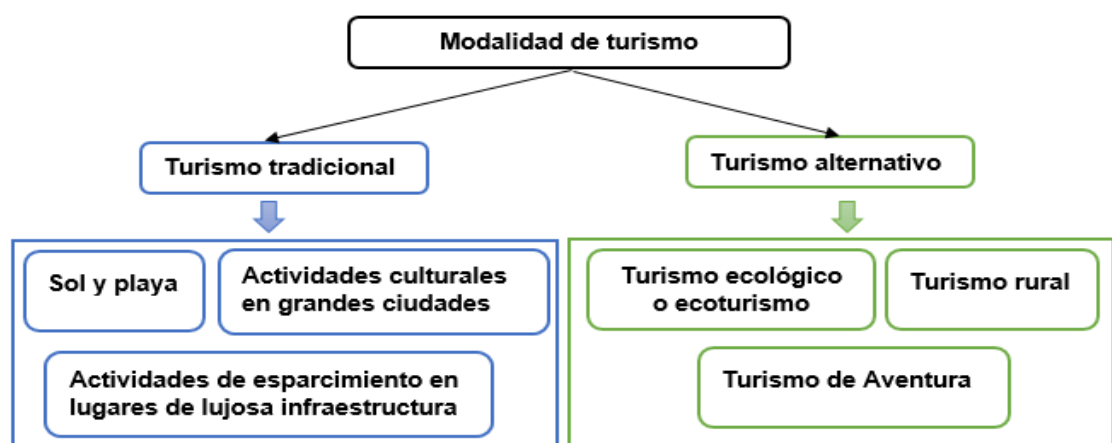 Modalidad de turismo
Turismo tradicional
Turismo alternativo
Sol y playa
Actividades culturales
en grandes ciudades
Actividades de esparcimiento en
lugares de lujosa infraestructura
Turismo ecológico
o ecoturismo
Turismo rural
Turismo de Aventura